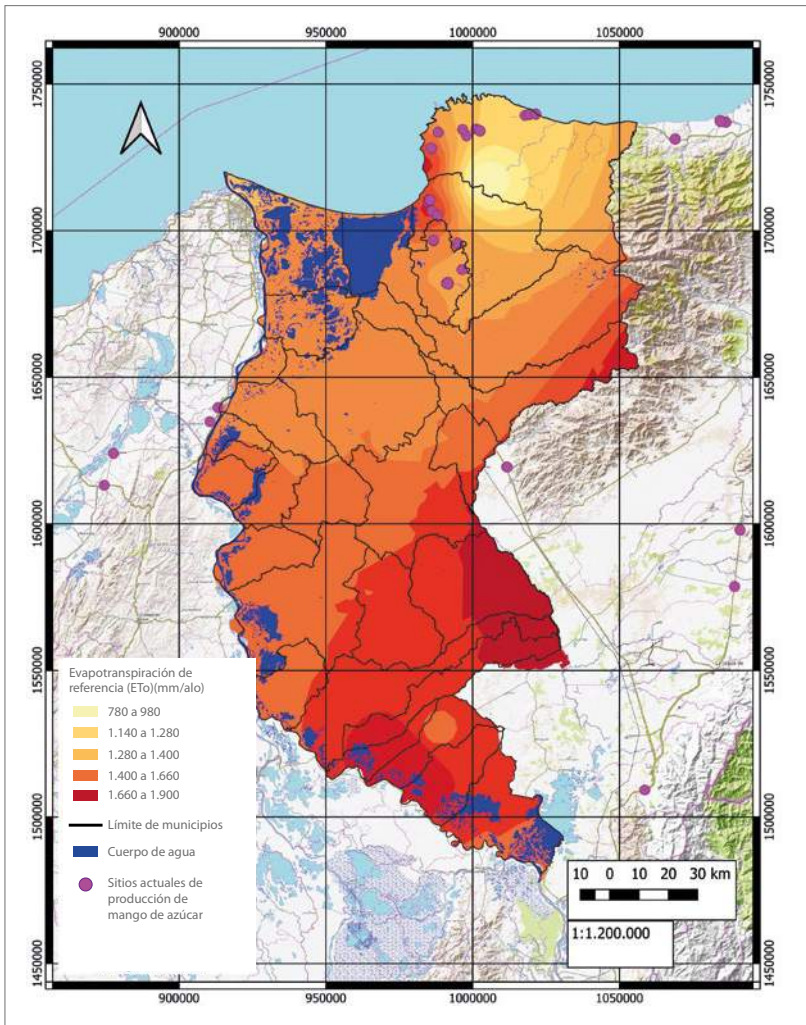 900000 950000 1000000 1050000
1750000 1750000
1700000 1700000
1650000 1650000
1600000 1600000
1550000 1550000
1500000 1500000
1450000 1450000
Evapotranspiración de
referencia (ETo)(mm/alo)
780 a 980
1.140 a 1.280
1.280 a 1.400
1.400 a 1.660
1.660 a 1.900
Límite de municipios
Cuerpo de agua
Sitios actuales de
producción de
mango de azúcar
10 0 10 20 30 km
1:1.200.000
900000 950000 1000000 1050000